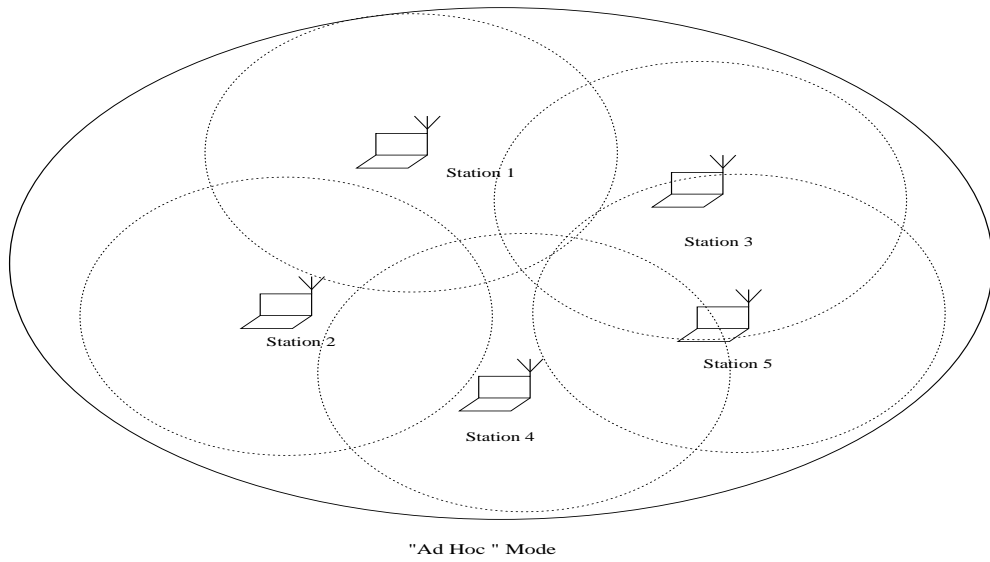 Station 1
Station 3
Station 2
Station 5
Station 4
"Ad Hoc " Mode